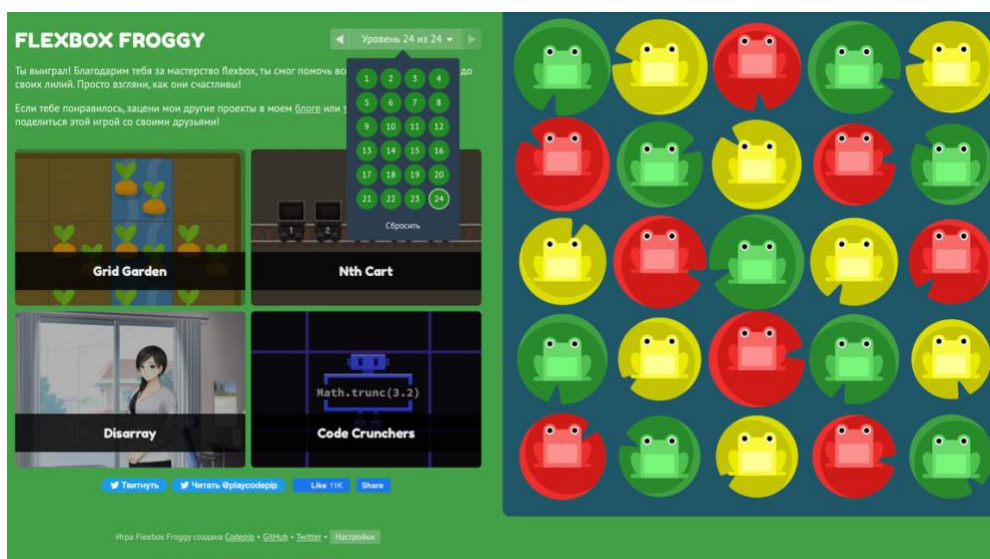 FLEXBOX FROGGY
Уровень 24 из 24
Ты выиграл! Благодарим тебя за мастерство flexbox, ты смог помочь все до
своих лилий. Просто взгляни, как они счастливы!
Если тебе понравилось, зацени мои другие проекты в моем блоге или
поделиться этой игрой со своими друзьями!
1 2 3 4
5 6 7 8
9 10 11 12
13 14 15 16
17 18 19 20
21 22 23 24
Сбросить
1 2
Grid Garden
Nth Cart
Math.trunc(3.2)
Disarray
Code Crunchers
Твитнуть
Читать @playcodepip
Like 11K
Share
Игра Flexbox Froggy создана Codepip • GitHub • Twitter • Настройки